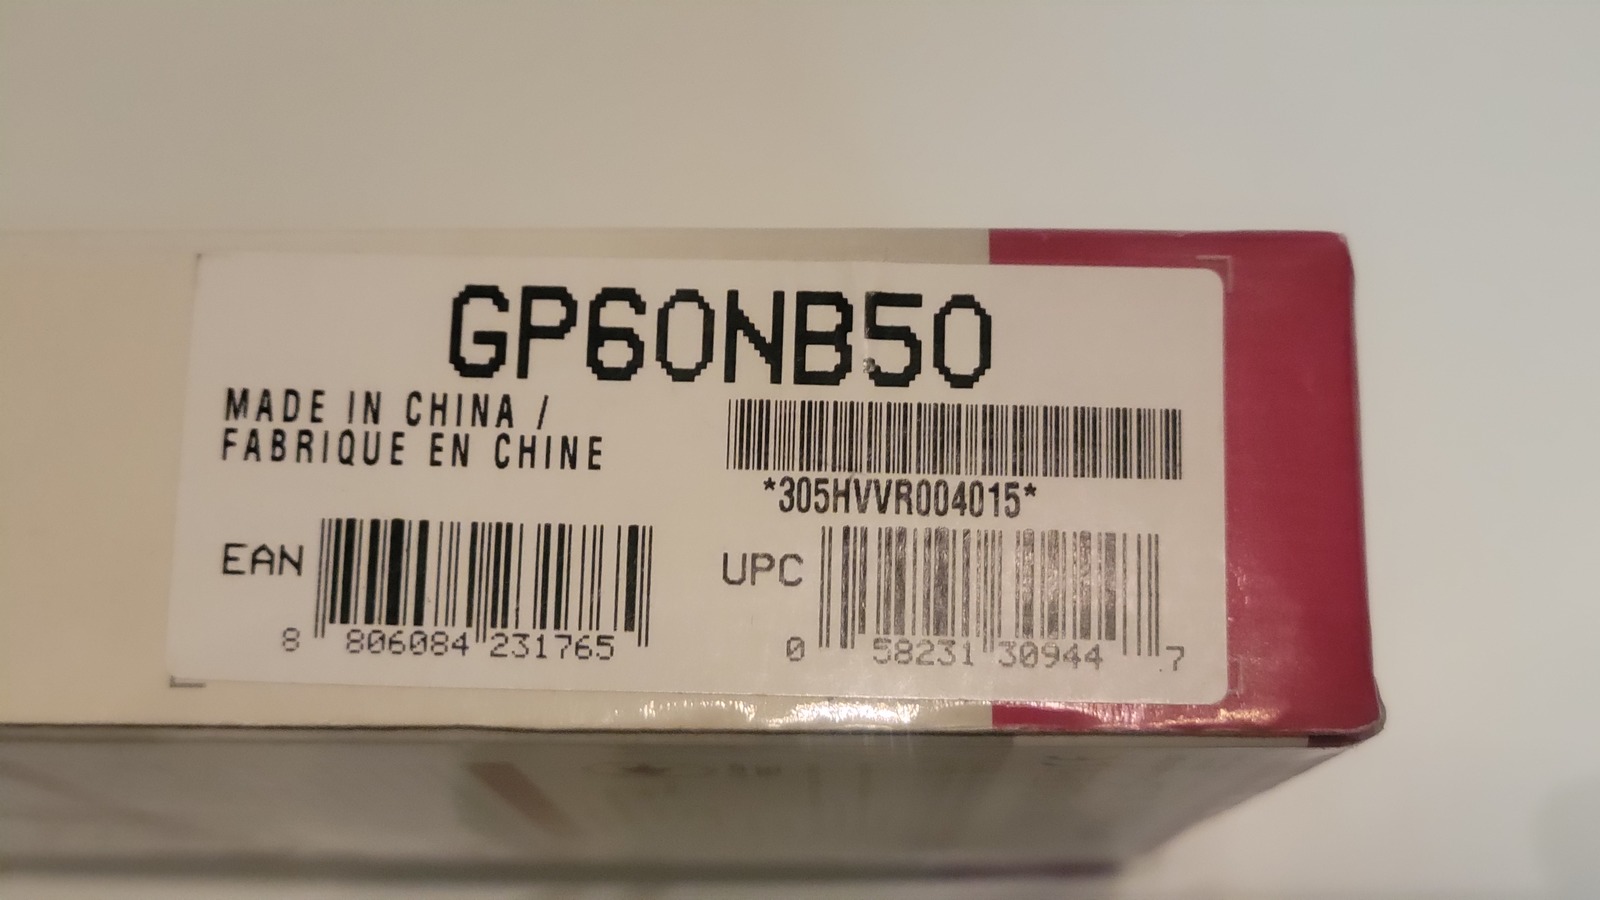 GP60NB50
MADE IN CHINA /
FABRIQUE EN CHINE
*305HVVR004015*
EAN
8 806084 231765
UPC
0 58231 30944 7